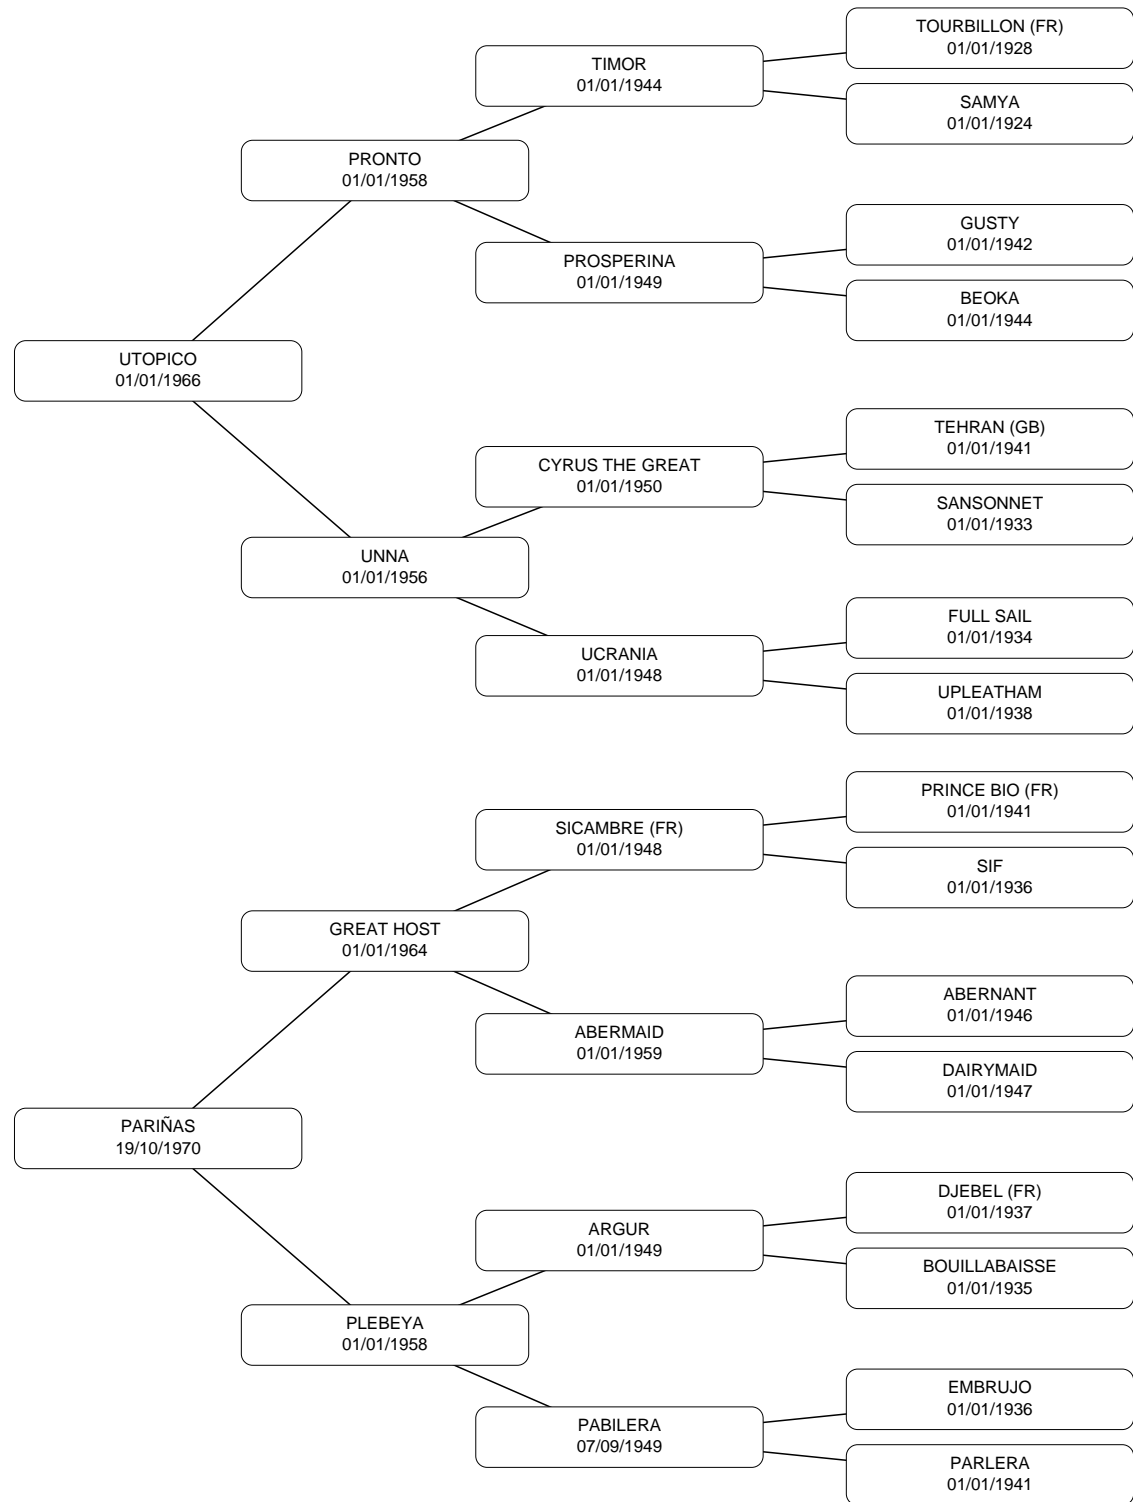 TOURBILLON (FR)
01/01/1928
TIMOR
01/01/1944
SAMYA
01/01/1924
PRONTO
01/01/1958
GUSTY
01/01/1942
PROSPERINA
01/01/1949
BEOKA
01/01/1944
UTOPICO
01/01/1966
TEHRAN (GB)
01/01/1941
CYRUS THE GREAT
01/01/1950
SANSONNET
01/01/1933
UNNA
01/01/1956
FULL SAIL
01/01/1934
UCRANIA
01/01/1948
UPLEATHAM
01/01/1938
PRINCE BIO (FR)
01/01/1941
SICAMBRE (FR)
01/01/1948
SIF
01/01/1936
GREAT HOST
01/01/1964
ABERNANT
01/01/1946
ABERMAID
01/01/1959
DAIRYMAID
01/01/1947
PARIÑAS
19/10/1970
DJEBEL (FR)
01/01/1937
ARGUR
01/01/1949
BOUILLABAISSE
01/01/1935
PLEBEYA
01/01/1958
EMBRUJO
01/01/1936
PABILERA
07/09/1949
PARLERA
01/01/1941